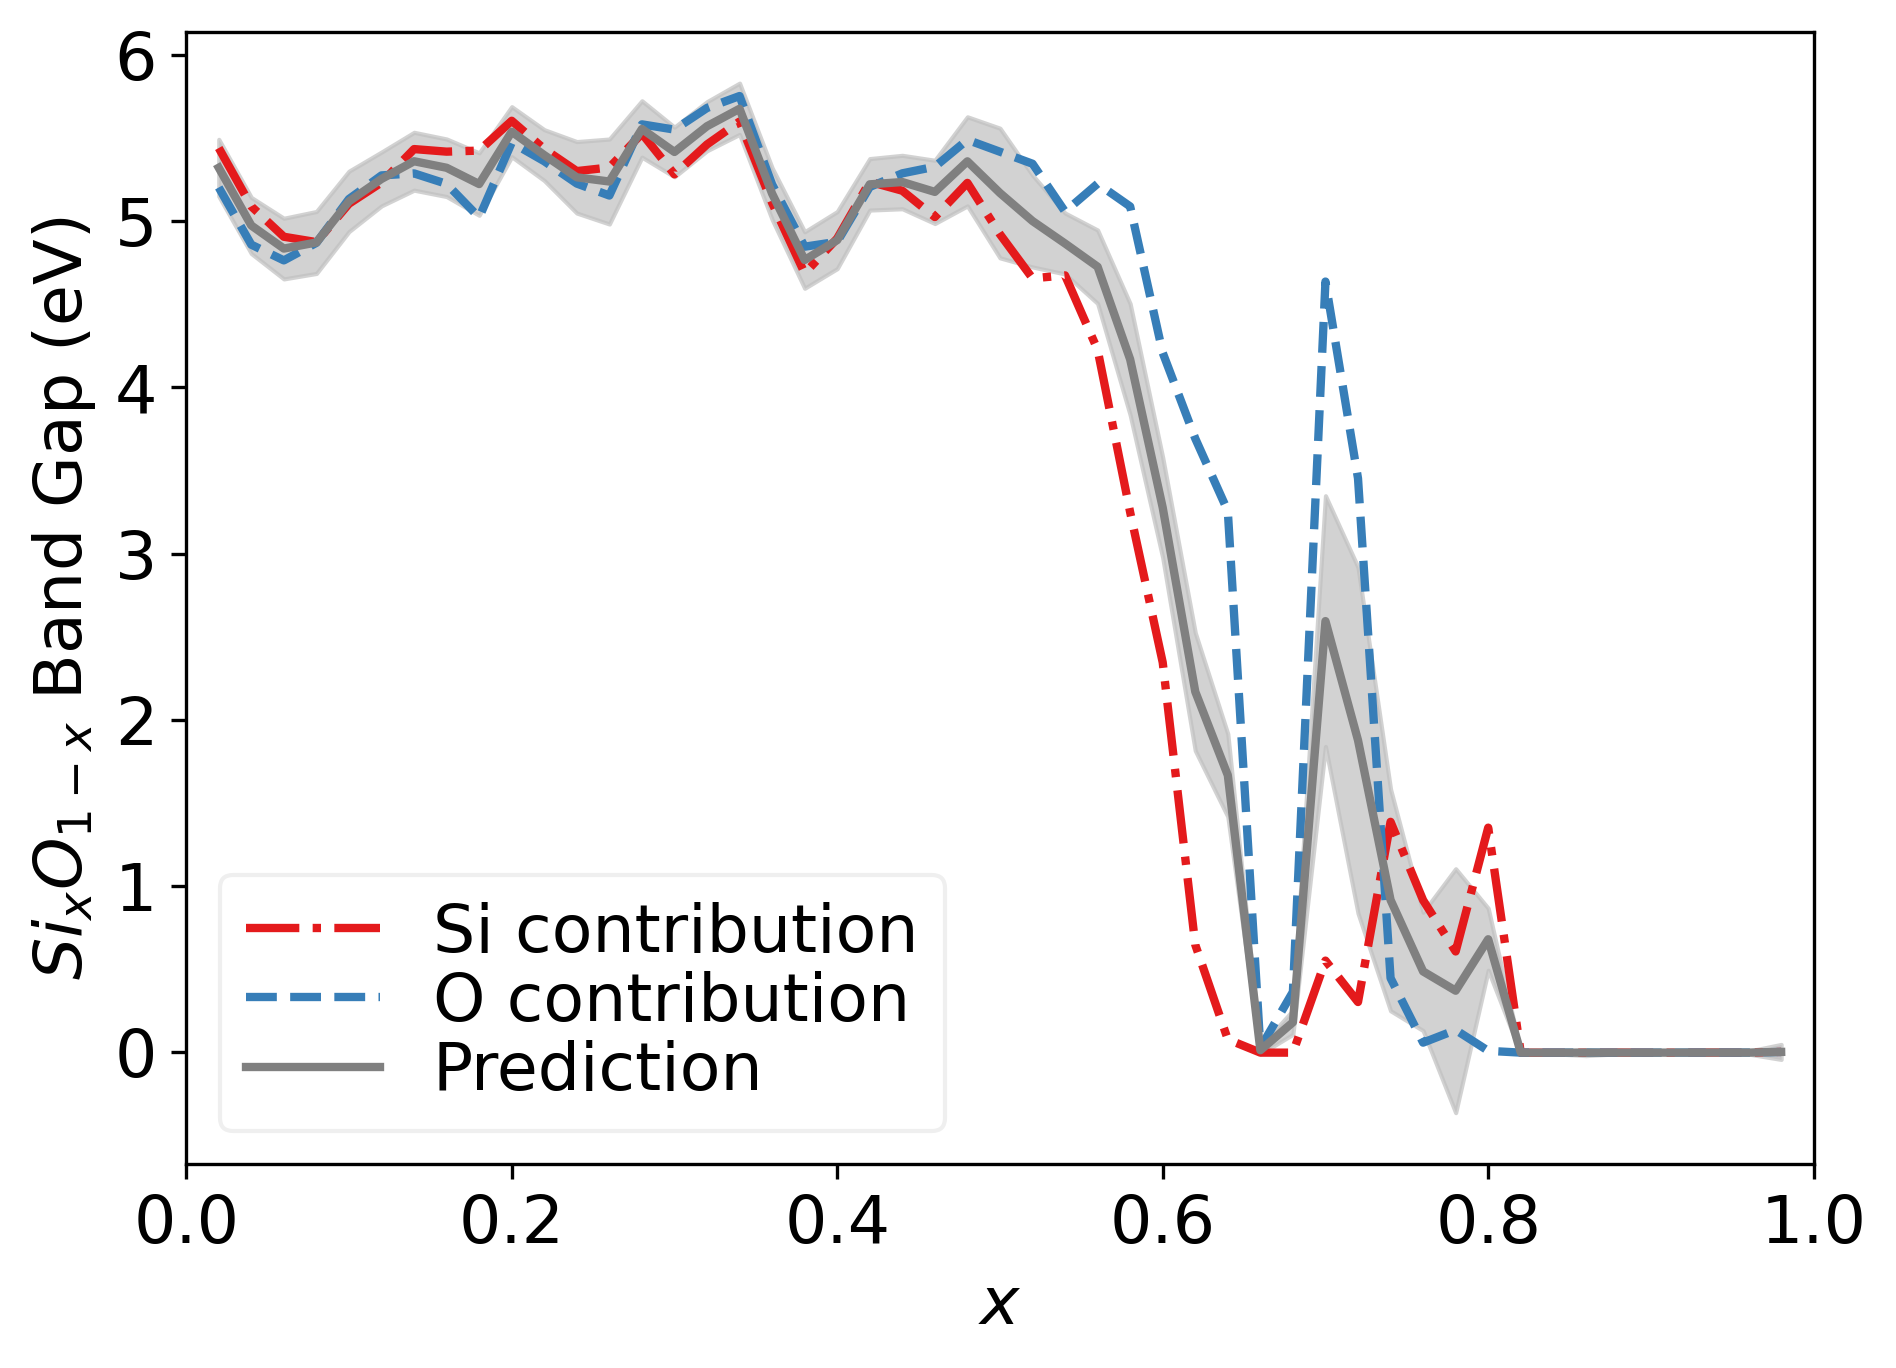 Si_xO_{1-x} Band Gap (eV)
6
5
4
3
2
1
0
Si contribution
O contribution
Prediction
0.0 0.2 0.4 0.6 0.8 1.0
x